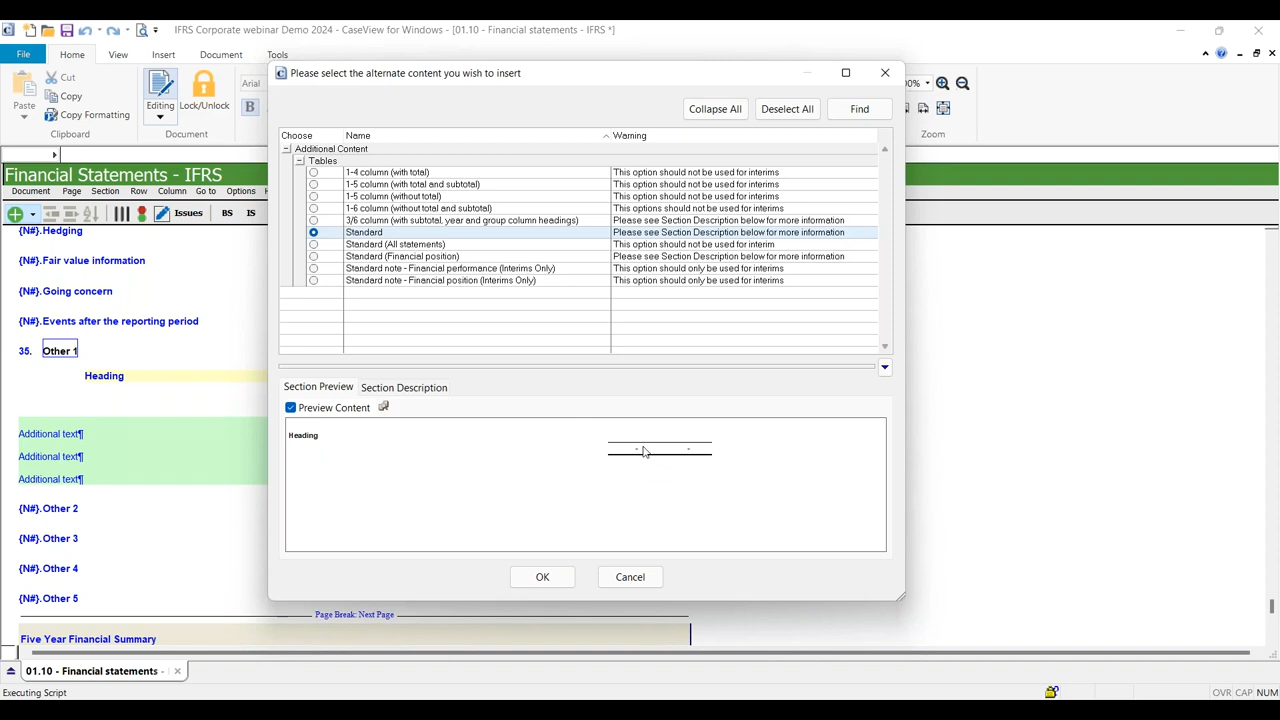 IFRS Corporate webinar Demo 2024 - CaseView for Windows - [01.10 - Financial statements - IFRS *]
File Home View Insert Document Tools
Paste
Cut
Copy
Copy Formatting
Clipboard
Editing
Lock/Unlock
Document
Arial
B
Zoom
Please select the alternate content you wish to insert
Collapse All Deselect All Find
Choose Name Warning
Additional Content
Tables
1-4 column (with total) This option should not be used for interims
1-5 column (with total and subtotal) This option should not be used for interims
1-5 column (without total) This option should not be used for interims
1-6 column (without total and subtotal) This option should not be used for interims
3/6 column (with subtotal, year and group column headings) Please see Section Description below for more information
Standard Please see Section Description below for more information
Standard (All statements) This option should not be used for interim
Standard (Financial position) Please see Section Description below for more information
Standard note - Financial performance (Interims Only) This option should only be used for interims
Standard note - Financial position (Interims Only) This option should only be used for interims
Section Preview Section Description
Preview Content
Heading
- -
OK Cancel
Financial Statements - IFRS
Document Page Section Row Column Go to Options
Issues BS IS
{N#}.Hedging
{N#}.Fair value information
{N#}.Going concern
{N#}.Events after the reporting period
35. Other 1
Heading
Additional text¶
Additional text¶
Additional text¶
{N#}.Other 2
{N#}.Other 3
{N#}.Other 4
{N#}.Other 5
Page Break: Next Page
Five Year Financial Summary
01.10 - Financial statements -
Executing Script OVR CAP NUM